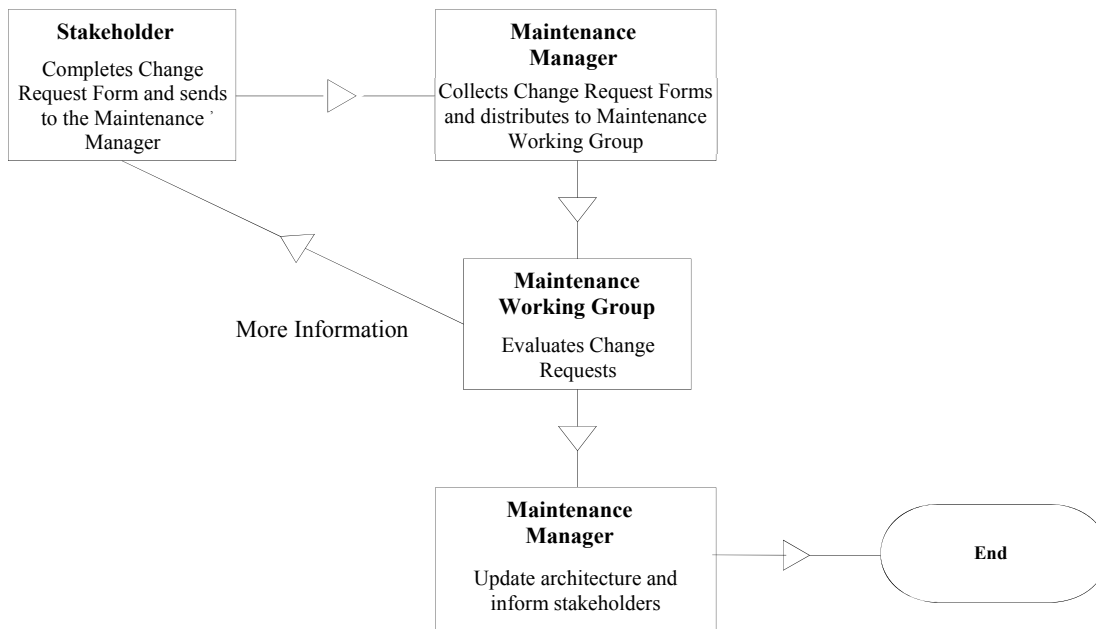 Stakeholder
Completes Change
Request Form and sends
to the Maintenance
Manager
Maintenance
Manager
Collects Change Request Forms
and distributes to Maintenance
Working Group
Maintenance
Working Group
Evaluates Change
Requests
More Information
Maintenance
Manager
Update architecture and
inform stakeholders
End